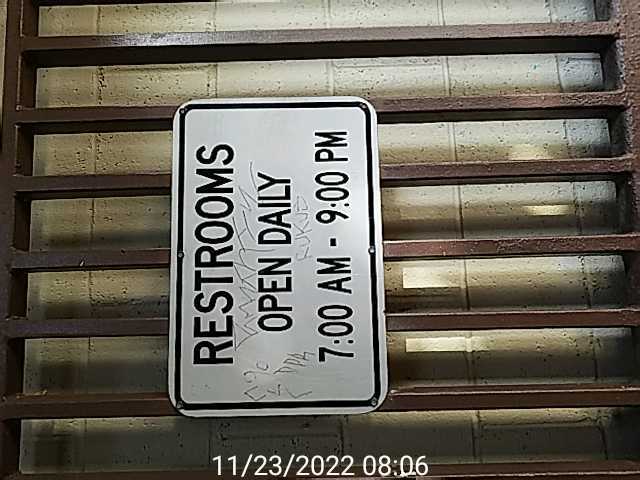 RESTROOMS
OPEN DAILY
7:00 AM - 9:00 PM
11/23/2022 08:06